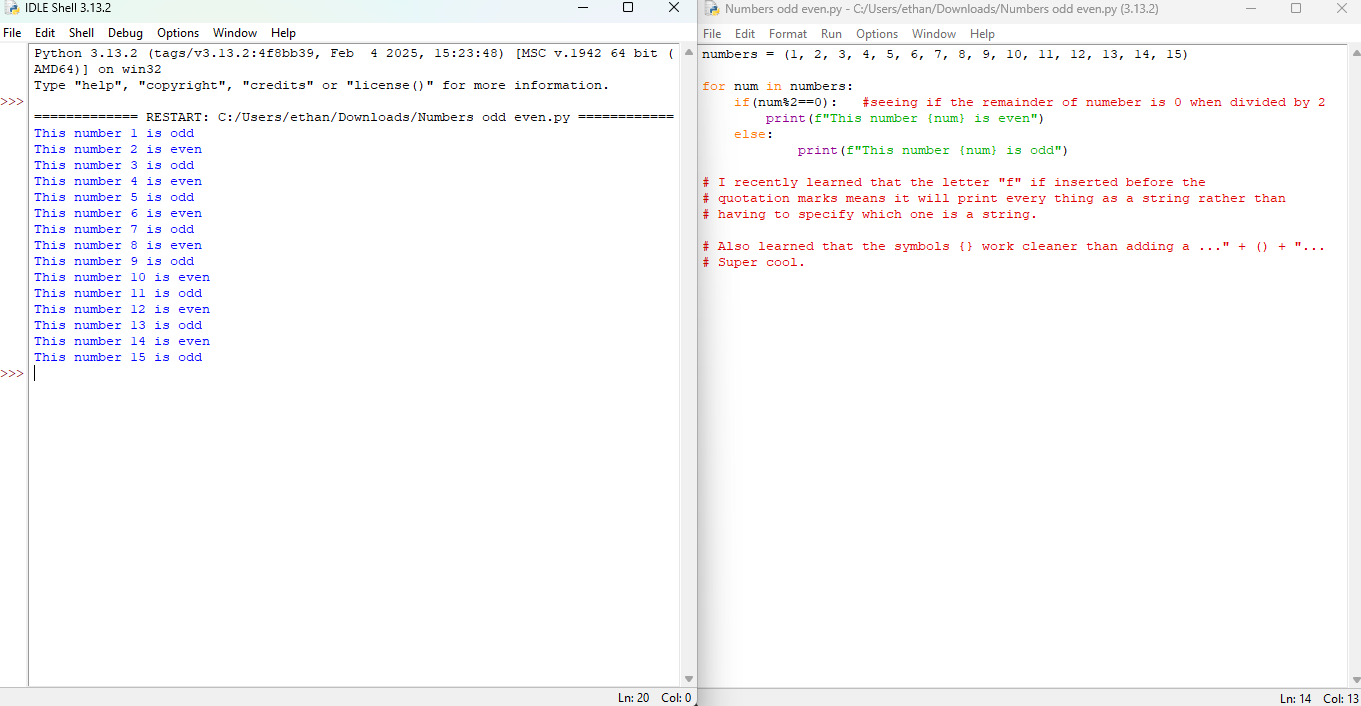 IDLE Shell 3.13.2
File Edit Shell Debug Options Window Help
Python 3.13.2 (tags/v3.13.2:4f8bb39, Feb  4 2025, 15:23:48) [MSC v.1942 64 bit (
AMD64)] on win32
Type "help", "copyright", "credits" or "license()" for more information.
>>>
============= RESTART: C:/Users/ethan/Downloads/Numbers odd even.py ============
This number 1 is odd
This number 2 is even
This number 3 is odd
This number 4 is even
This number 5 is odd
This number 6 is even
This number 7 is odd
This number 8 is even
This number 9 is odd
This number 10 is even
This number 11 is odd
This number 12 is even
This number 13 is odd
This number 14 is even
This number 15 is odd
>>>
Ln: 20 Col: 0
Numbers odd even.py - C:/Users/ethan/Downloads/Numbers odd even.py (3.13.2)
File Edit Format Run Options Window Help
numbers = (1, 2, 3, 4, 5, 6, 7, 8, 9, 10, 11, 12, 13, 14, 15)
for num in numbers:
    if(num%2==0):   #seeing if the remainder of numeber is 0 when divided by 2
        print(f"This number {num} is even")
    else:
            print(f"This number {num} is odd")
# I recently learned that the letter "f" if inserted before the
# quotation marks means it will print every thing as a string rather than
# having to specify which one is a string.
# Also learned that the symbols {} work cleaner than adding a ..." + () + "...
# Super cool.
Ln: 14 Col: 13